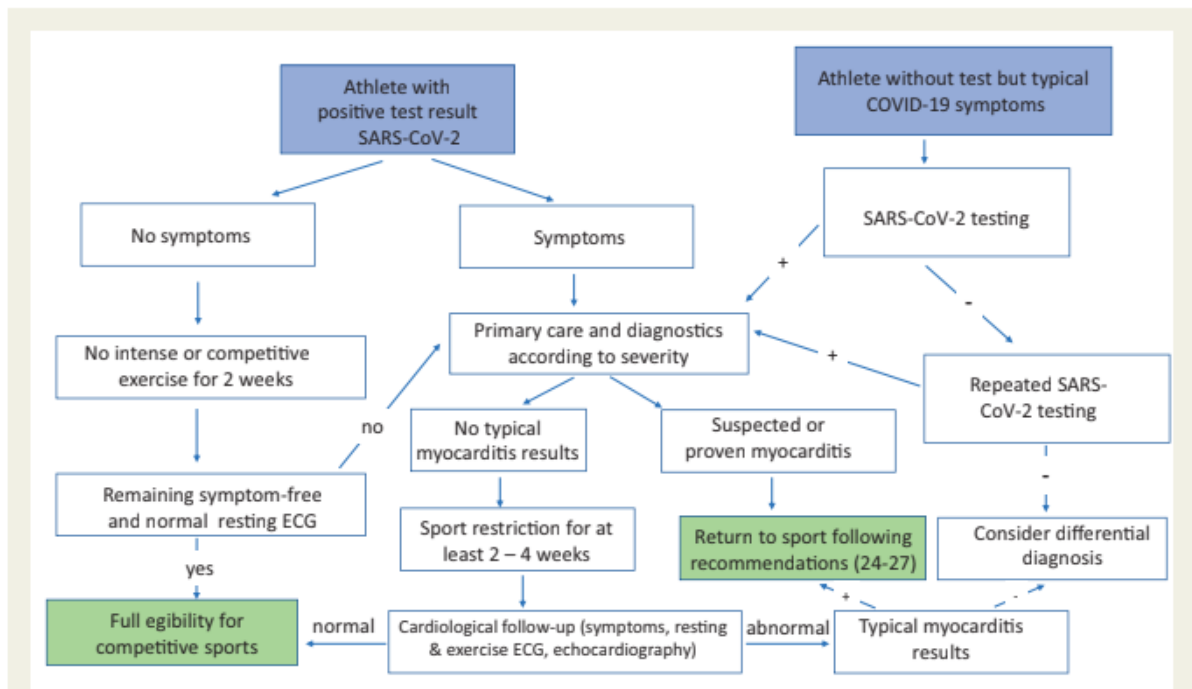 Athlete with
positive test result
SARS-CoV-2
Athlete without test but typical
COVID-19 symptoms
No symptoms
Symptoms
SARS-CoV-2 testing
+
-
No intense or competitive
exercise for 2 weeks
Primary care and diagnostics
according to severity
+
Repeated SARS-
CoV-2 testing
no
No typical
myocarditis results
Suspected or
proven myocarditis
-
Remaining symptom-free
and normal resting ECG
Sport restriction for at
least 2 – 4 weeks
Return to sport following
recommendations (24-27)
Consider differential
diagnosis
yes
+
-
Full egibility for
competitive sports
normal
Cardiological follow-up (symptoms, resting
& exercise ECG, echocardiography)
abnormal
Typical myocarditis
results